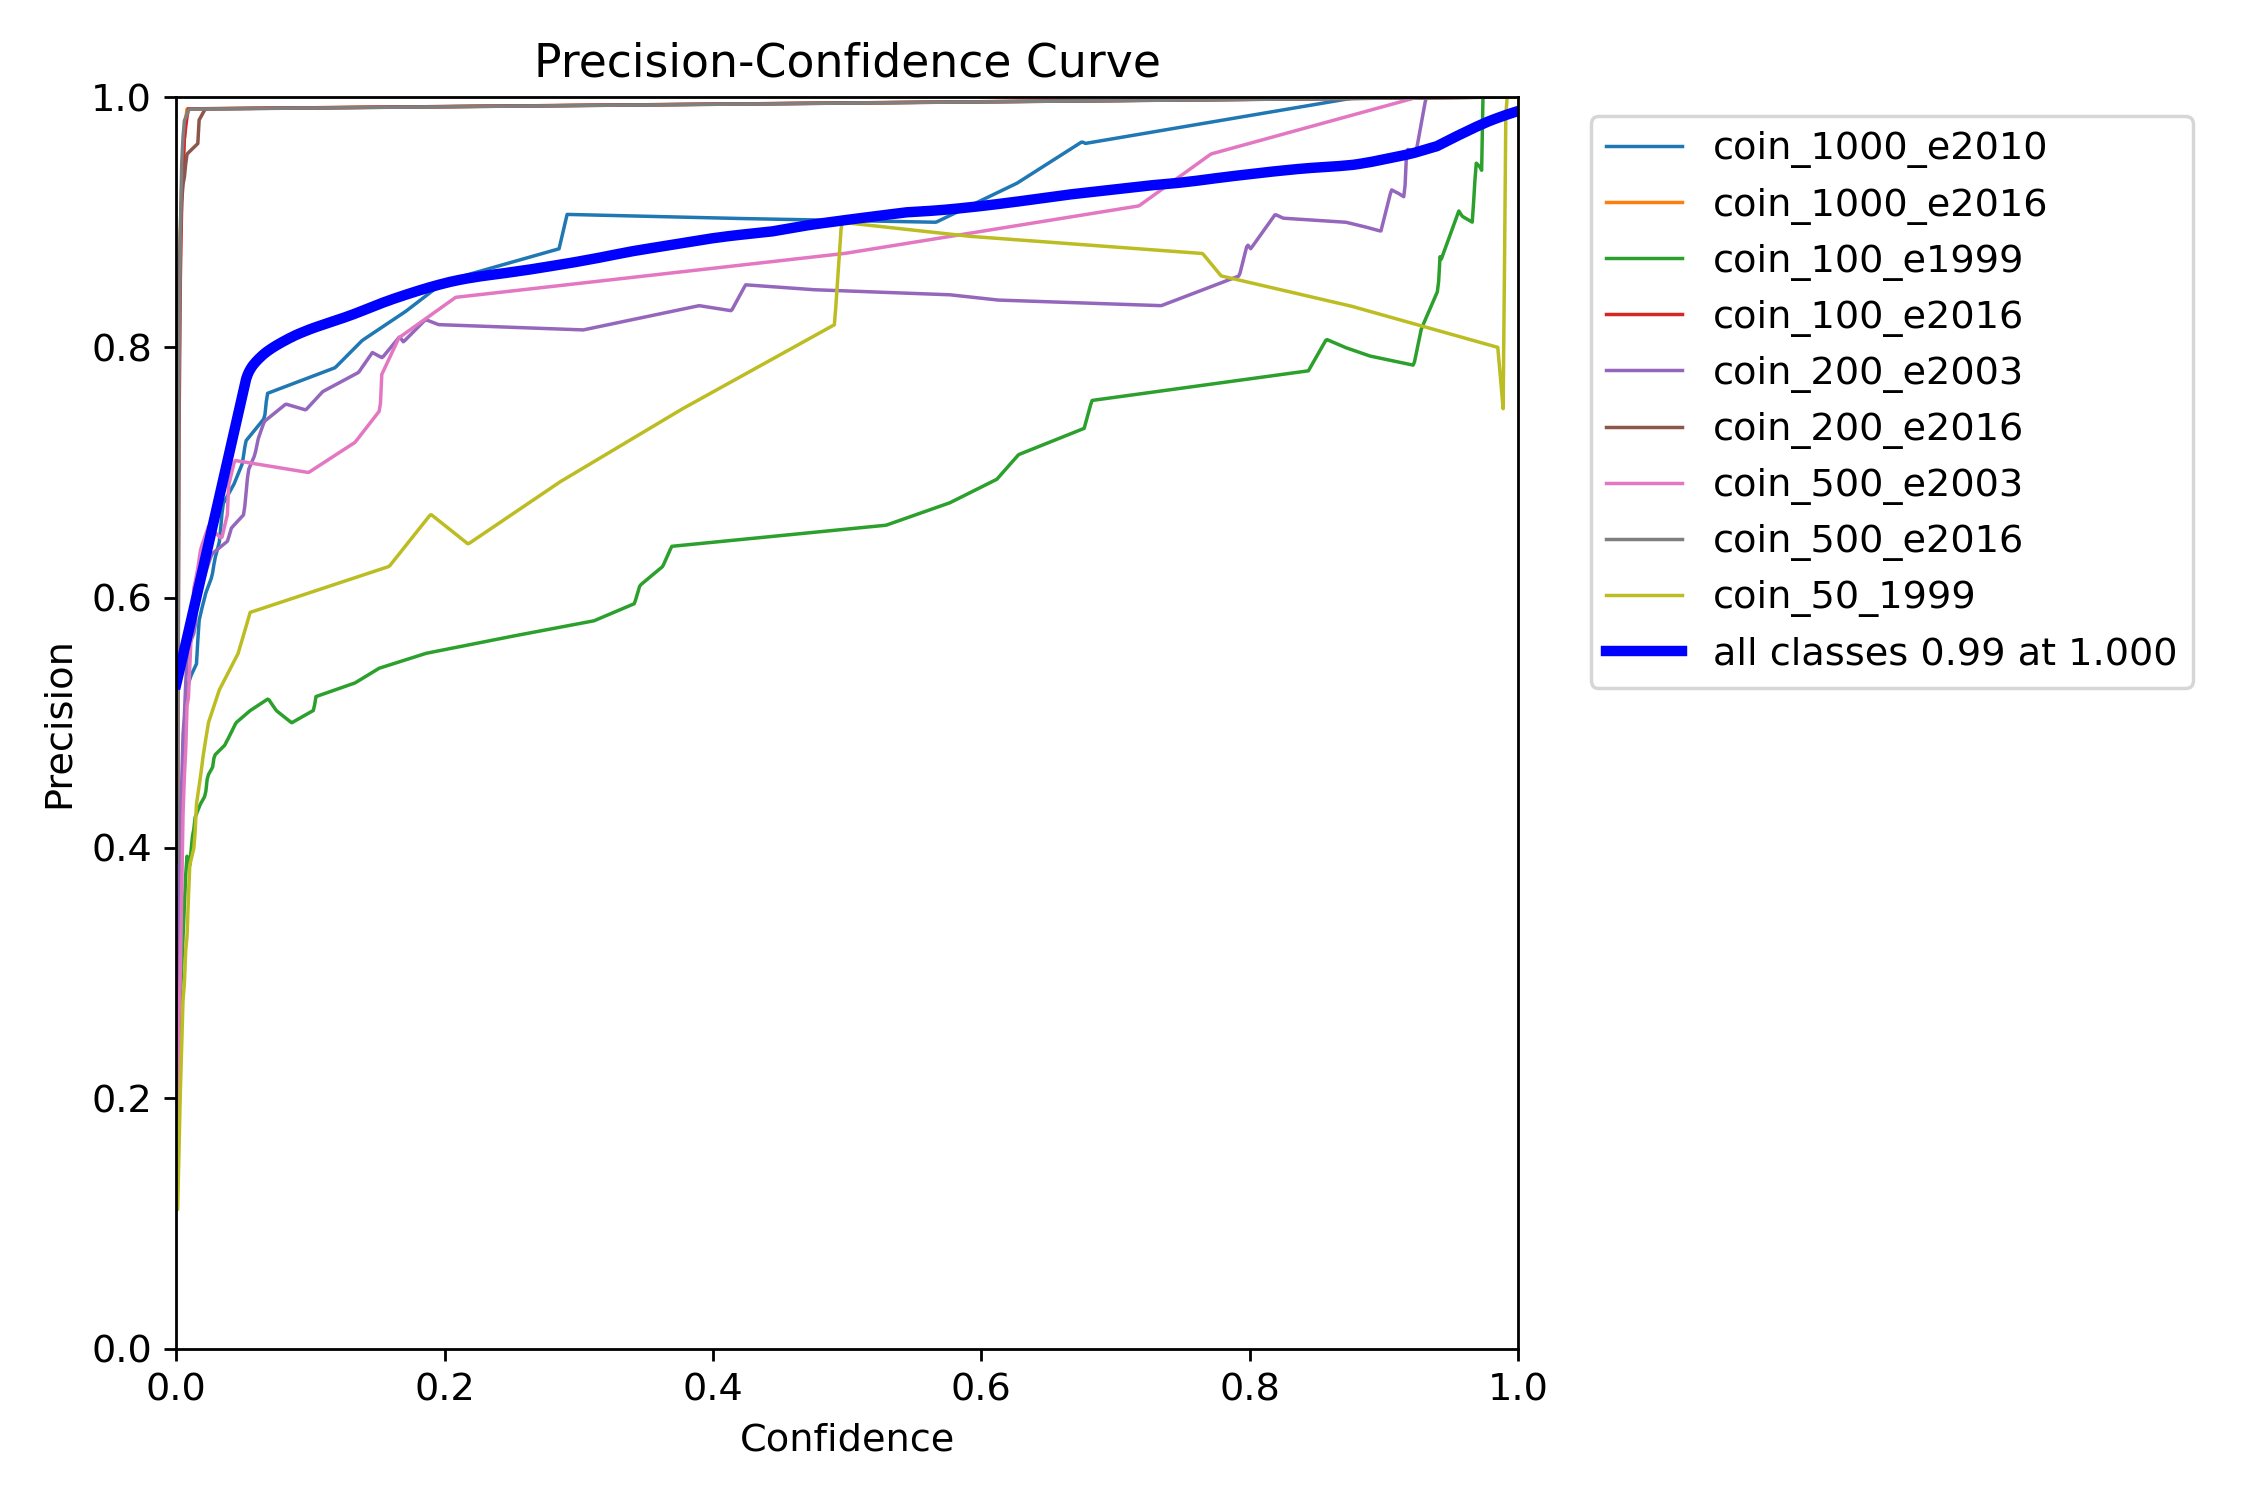 Precision-Confidence Curve
1.0
0.8
0.6
0.4
0.2
0.0
Precision
0.0 0.2 0.4 0.6 0.8 1.0
Confidence
coin_1000_e2010
coin_1000_e2016
coin_100_e1999
coin_100_e2016
coin_200_e2003
coin_200_e2016
coin_500_e2003
coin_500_e2016
coin_50_1999
all classes 0.99 at 1.000